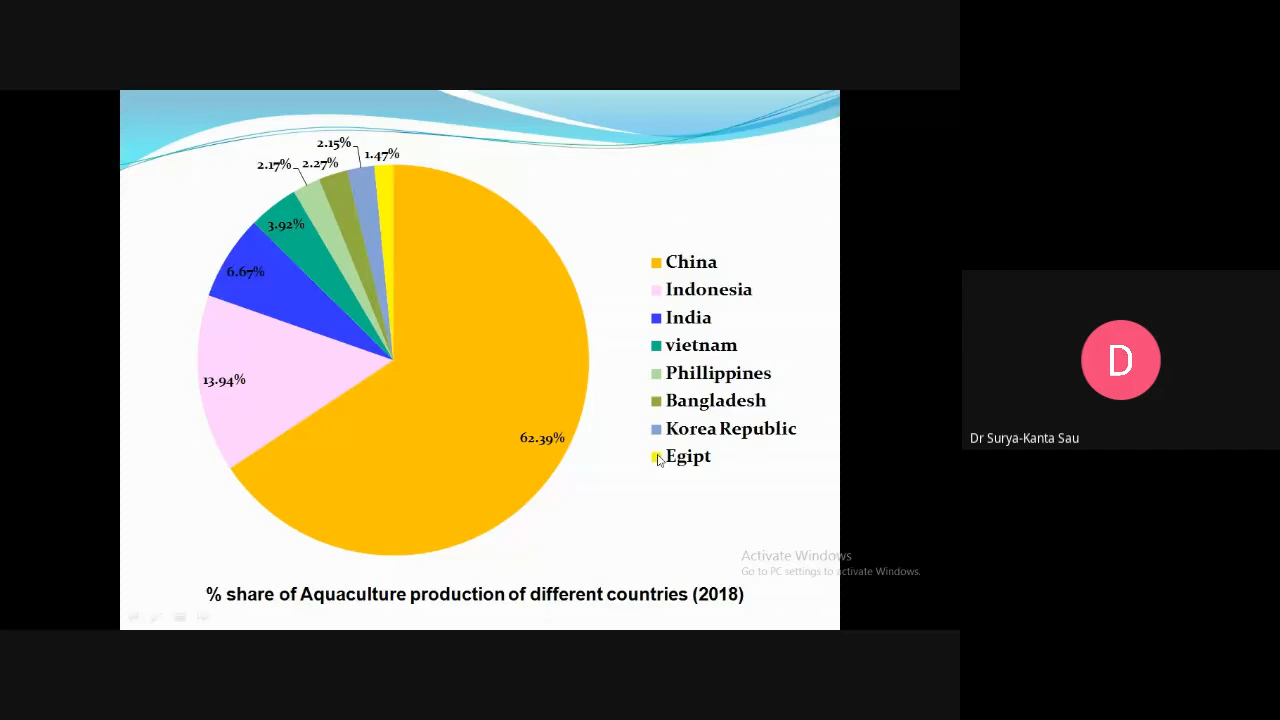 2.15%
1.47%
2.17%
2.27%
3.92%
6.67%
13.94%
62.39%
China
Indonesia
India
vietnam
Phillippines
Bangladesh
Korea Republic
Egipt
Activate Windows
Go to PC settings to activate Windows.
% share of Aquaculture production of different countries (2018)
D
Dr Surya-Kanta Sau